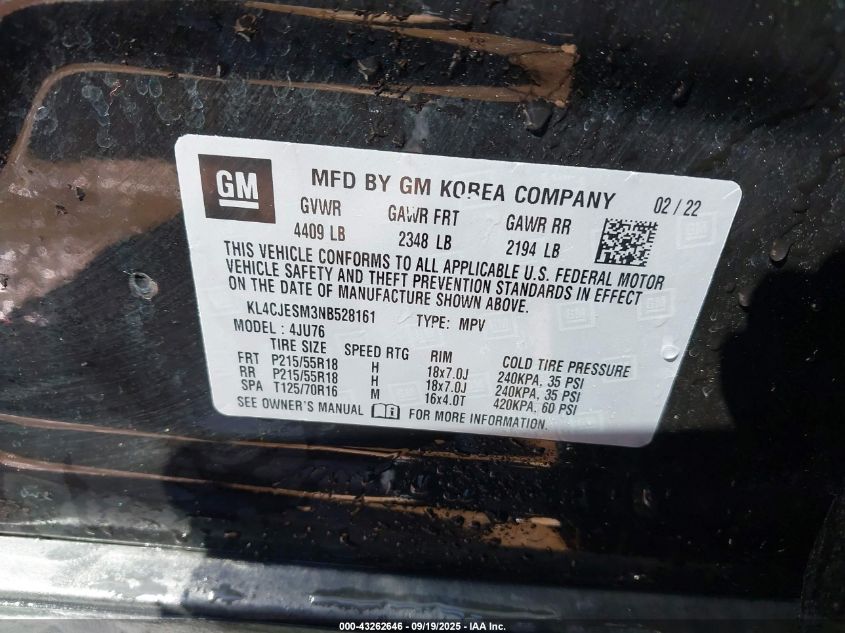 GM
MFD BY GM KOREA COMPANY 02 / 22
GVWR GAWR FRT GAWR RR
4409 LB 2348 LB 2194 LB
THIS VEHICLE CONFORMS TO ALL APPLICABLE U.S. FEDERAL MOTOR
VEHICLE SAFETY AND THEFT PREVENTION STANDARDS IN EFFECT
ON THE DATE OF MANUFACTURE SHOWN ABOVE.
KL4CJESM3NB528161 TYPE: MPV
MODEL : 4JU76
TIRE SIZE SPEED RTG RIM COLD TIRE PRESSURE
FRT P215/55R18 H 18x7.0J 240KPA, 35 PSI
RR P215/55R18 H 18x7.0J 240KPA, 35 PSI
SPA T125/70R16 M 16x4.0T 420KPA, 60 PSI
SEE OWNER'S MANUAL FOR MORE INFORMATION.
000-43262646 - 09/19/2025 - IAA Inc.